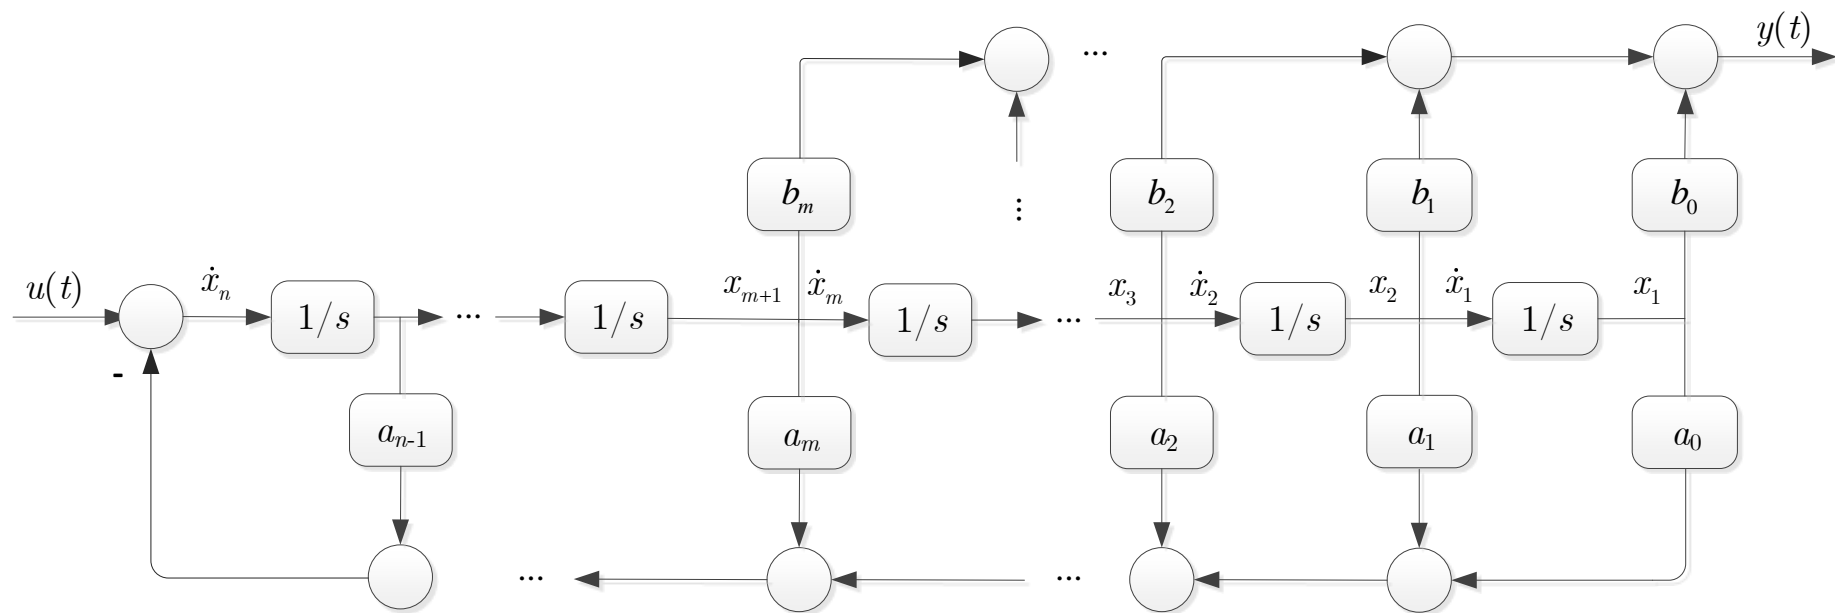 ... y(t)
b_m ⋮ b_2 b_1 b_0
u(t) ẋ_n x_{m+1} ẋ_m x_3 ẋ_2 x_2 ẋ_1 x_1
1/s ... 1/s 1/s ... 1/s 1/s
-
a_{n-1} a_m a_2 a_1 a_0
... ...